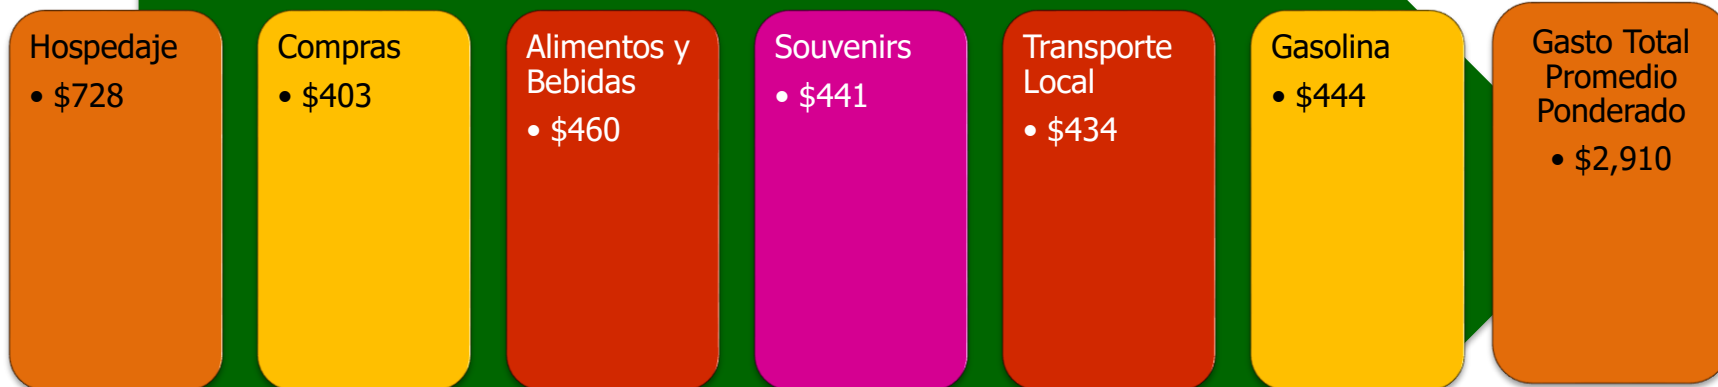 Hospedaje
• $728
Compras
• $403
Alimentos y
Bebidas
• $460
Souvenirs
• $441
Transporte
Local
• $434
Gasolina
• $444
Gasto Total
Promedio
Ponderado
• $2,910